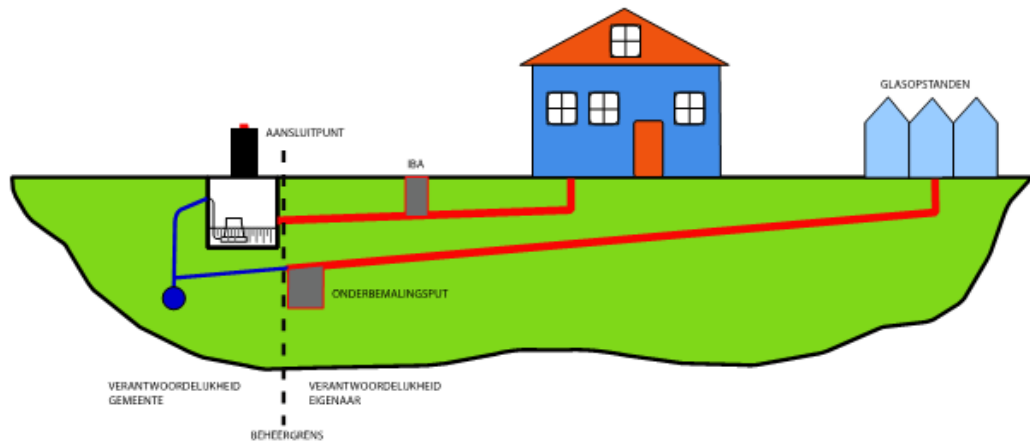 GLASOPSTANDEN
AANSLUITPUNT
IBA
ONDERBEMALINGSPUT
VERANTWOORDELIJKHEID
GEMEENTE
VERANTWOORDELIJKHEID
EIGENAAR
BEHEERGRENS